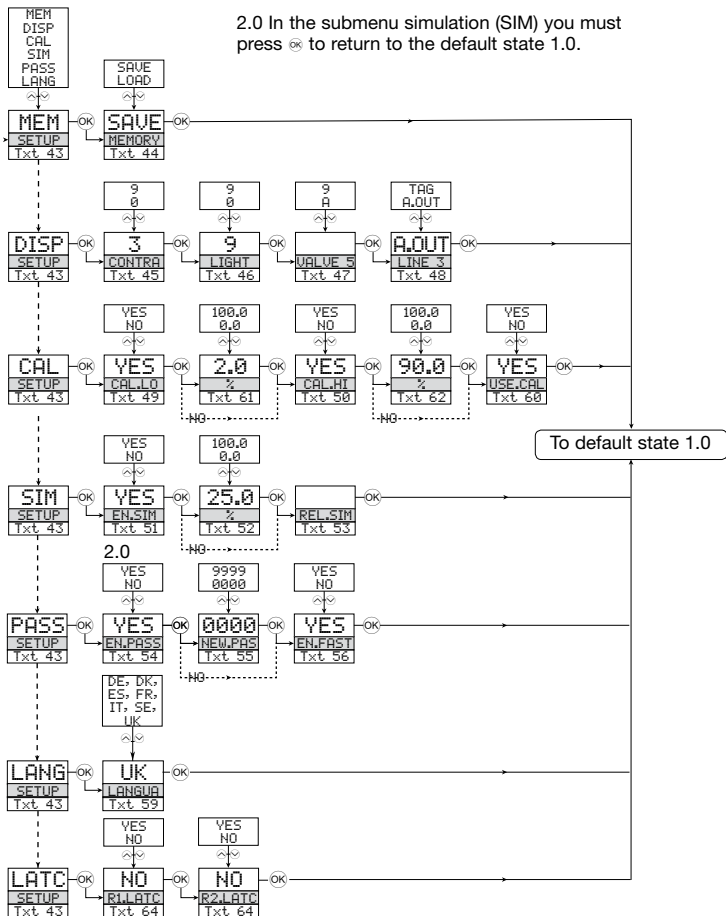 2.0 In the submenu simulation (SIM) you must
press OK to return to the default state 1.0.
MEM
DISP
CAL
SIM
PASS
LANG
SAVE
LOAD
MEM OK SAVE OK
SETUP MEMORY
Txt 43 Txt 44
9 9 9 TAG
0 0 A A.OUT
DISP OK 3 OK 9 OK OK A.OUT OK
SETUP CONTRA LIGHT VALVE 5 LINE 3
Txt 43 Txt 45 Txt 46 Txt 47 Txt 48
YES 100.0 YES 100.0 YES
NO 0.0 NO 0.0 NO
CAL OK YES OK 2.0 OK YES OK 90.0 OK YES OK
SETUP CAL.LO % CAL.HI % USE.CAL
Txt 43 Txt 49 Txt 61 Txt 50 Txt 62 Txt 60
NO NO
To default state 1.0
YES 100.0
NO 0.0
SIM OK YES OK 25.0 OK OK
SETUP EN.SIM % REL.SIM
Txt 43 Txt 51 Txt 52 Txt 53
NO
2.0
YES 9999 YES
NO 0000 NO
PASS OK YES OK 0000 OK YES OK
SETUP EN.PASS NEW.PAS EN.FAST
Txt 43 Txt 54 Txt 55 Txt 56
NO
DE, DK,
ES, FR,
IT, SE,
UK
LANG OK UK OK
SETUP LANGUA
Txt 43 Txt 59
YES YES
NO NO
LATC OK NO OK NO OK
SETUP R1.LATC R2.LATC
Txt 43 Txt 64 Txt 64